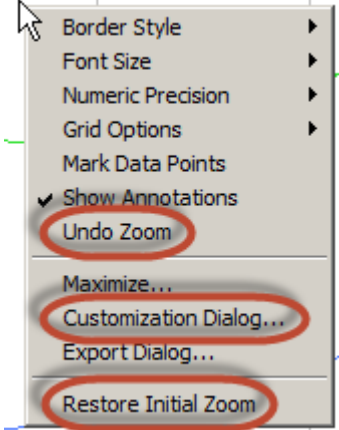 Border Style
Font Size
Numeric Precision
Grid Options
Mark Data Points
Show Annotations
Undo Zoom
Maximize...
Customization Dialog...
Export Dialog...
Restore Initial Zoom